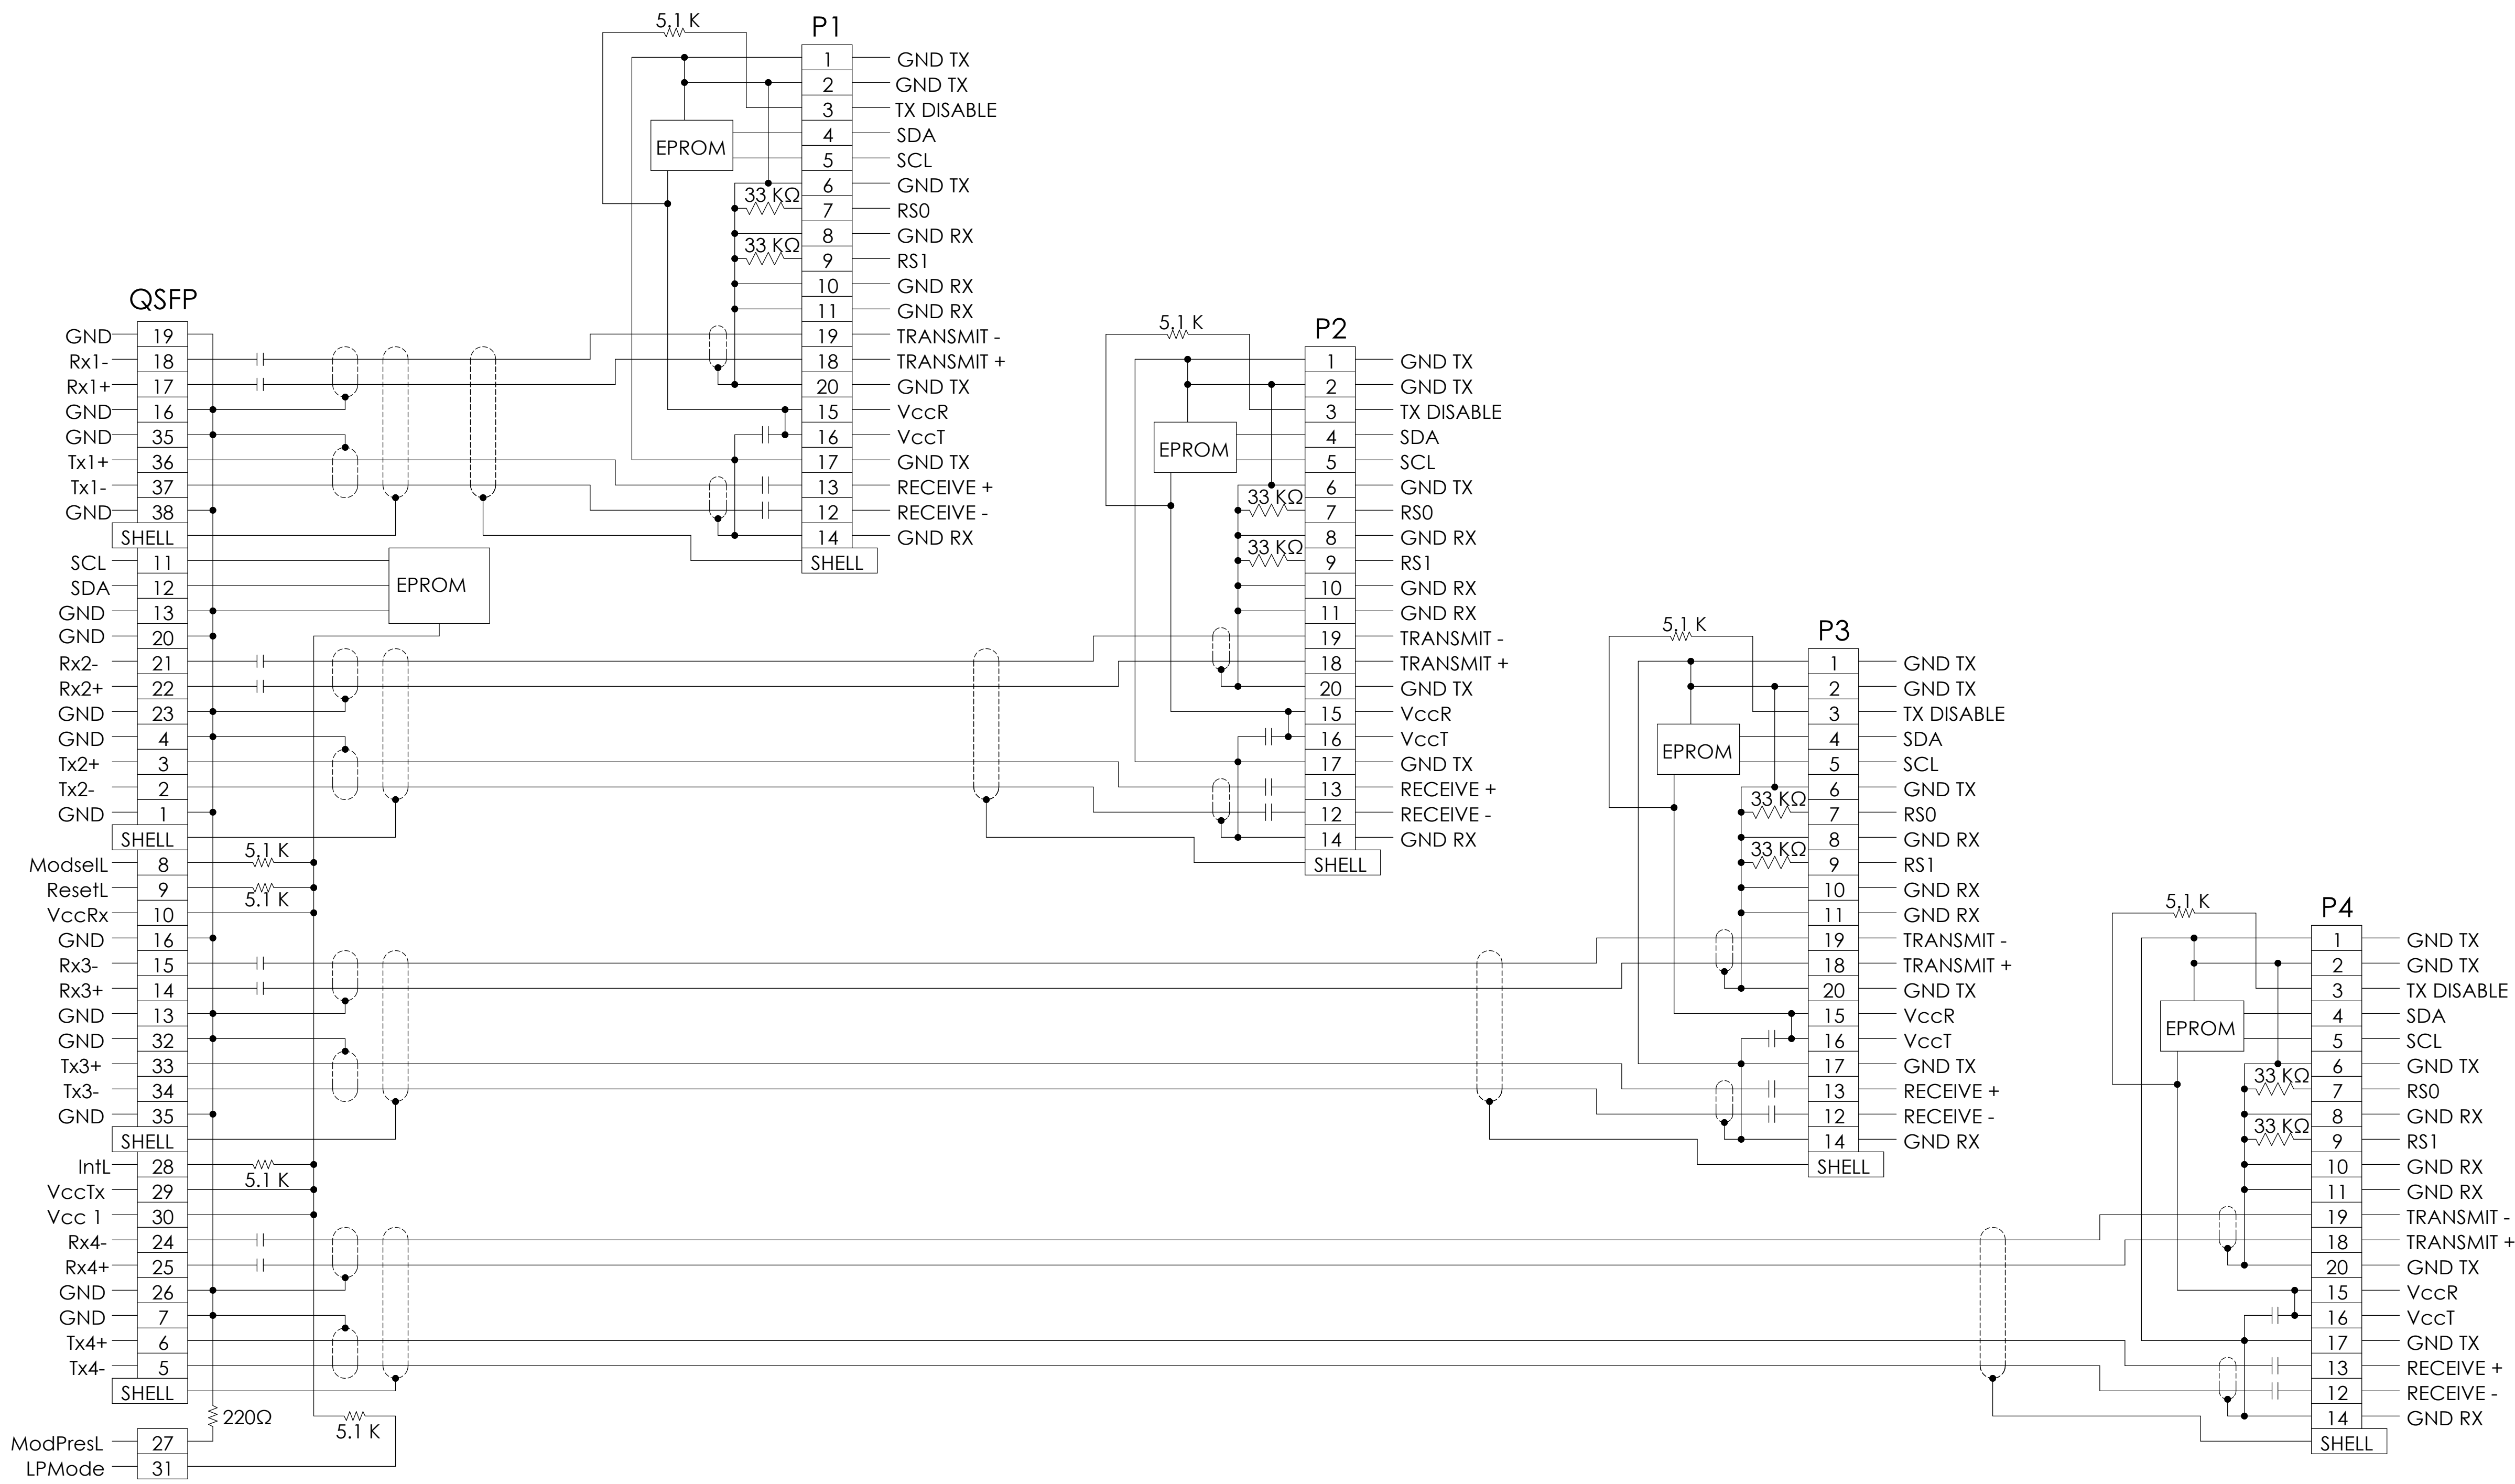 QSFP
GND 19
Rx1- 18
Rx1+ 17
GND 16
GND 35
Tx1+ 36
Tx1- 37
GND 38
SHELL
SCL 11
SDA 12
GND 13
EPROM
GND 20
Rx2- 21
Rx2+ 22
GND 23
GND 4
Tx2+ 3
Tx2- 2
GND 1
SHELL
ModselL 8 5.1 K
ResetL 9 5.1 K
VccRx 10
GND 16
Rx3- 15
Rx3+ 14
GND 13
GND 32
Tx3+ 33
Tx3- 34
GND 35
SHELL
IntL 28 5.1 K
VccTx 29
Vcc 1 30
Rx4- 24
Rx4+ 25
GND 26
GND 7
Tx4+ 6
Tx4- 5
SHELL
220Ω
5.1 K
ModPresL 27
LPMode 31
P1
5.1 K
1 GND TX
2 GND TX
3 TX DISABLE
EPROM
4 SDA
5 SCL
6 GND TX
33 KΩ 7 RS0
8 GND RX
33 KΩ 9 RS1
10 GND RX
11 GND RX
19 TRANSMIT -
18 TRANSMIT +
20 GND TX
15 VccR
16 VccT
17 GND TX
13 RECEIVE +
12 RECEIVE -
14 GND RX
SHELL
P2
5.1 K
1 GND TX
2 GND TX
3 TX DISABLE
EPROM
4 SDA
5 SCL
6 GND TX
33 KΩ 7 RS0
8 GND RX
33 KΩ 9 RS1
10 GND RX
11 GND RX
19 TRANSMIT -
18 TRANSMIT +
20 GND TX
15 VccR
16 VccT
17 GND TX
13 RECEIVE +
12 RECEIVE -
14 GND RX
SHELL
P3
5.1 K
1 GND TX
2 GND TX
3 TX DISABLE
EPROM
4 SDA
5 SCL
6 GND TX
33 KΩ 7 RS0
8 GND RX
33 KΩ 9 RS1
10 GND RX
11 GND RX
19 TRANSMIT -
18 TRANSMIT +
20 GND TX
15 VccR
16 VccT
17 GND TX
13 RECEIVE +
12 RECEIVE -
14 GND RX
SHELL
P4
5.1 K
1 GND TX
2 GND TX
3 TX DISABLE
EPROM
4 SDA
5 SCL
6 GND TX
33 KΩ 7 RS0
8 GND RX
33 KΩ 9 RS1
10 GND RX
11 GND RX
19 TRANSMIT -
18 TRANSMIT +
20 GND TX
15 VccR
16 VccT
17 GND TX
13 RECEIVE +
12 RECEIVE -
14 GND RX
SHELL